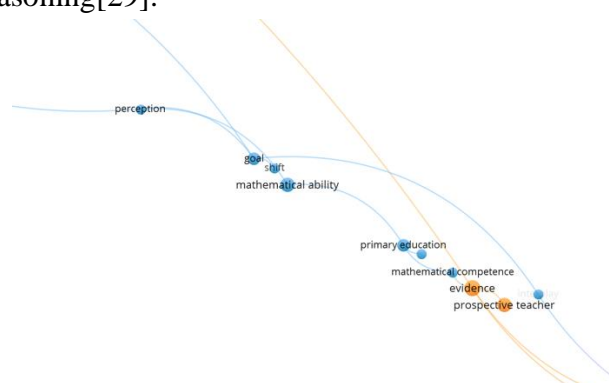 asoning[29].
perception
goal
shift
mathematical ability
primary education
mathematical competence
evidence
prospective teacher